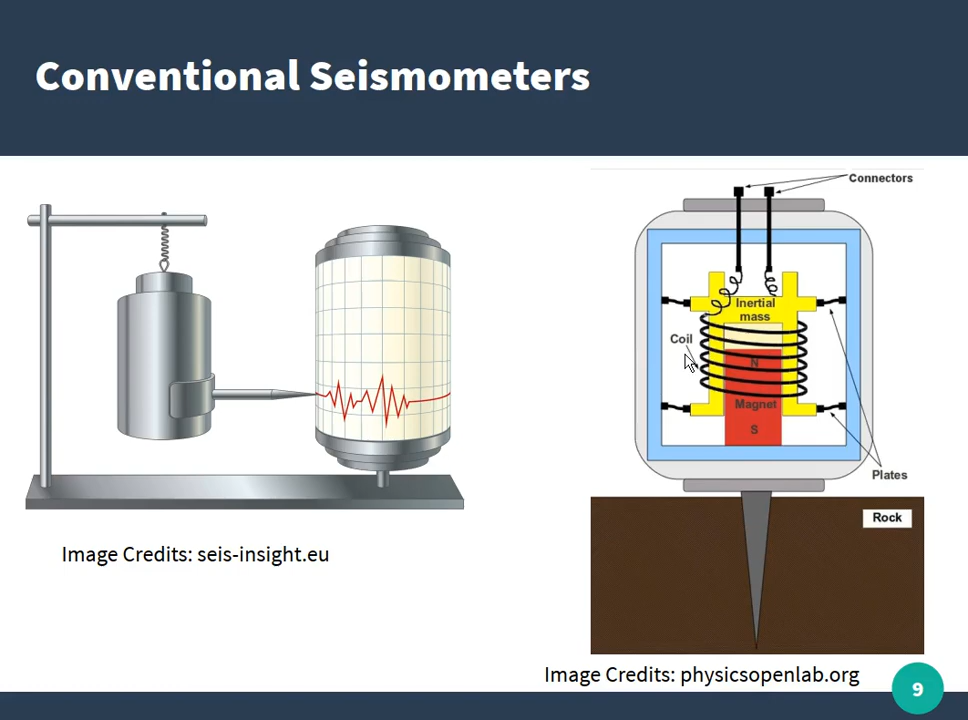 Conventional Seismometers
Connectors
Inertial
mass
Coil
N
Magnet
S
Plates
Rock
Image Credits: seis-insight.eu
Image Credits: physicsopenlab.org
9